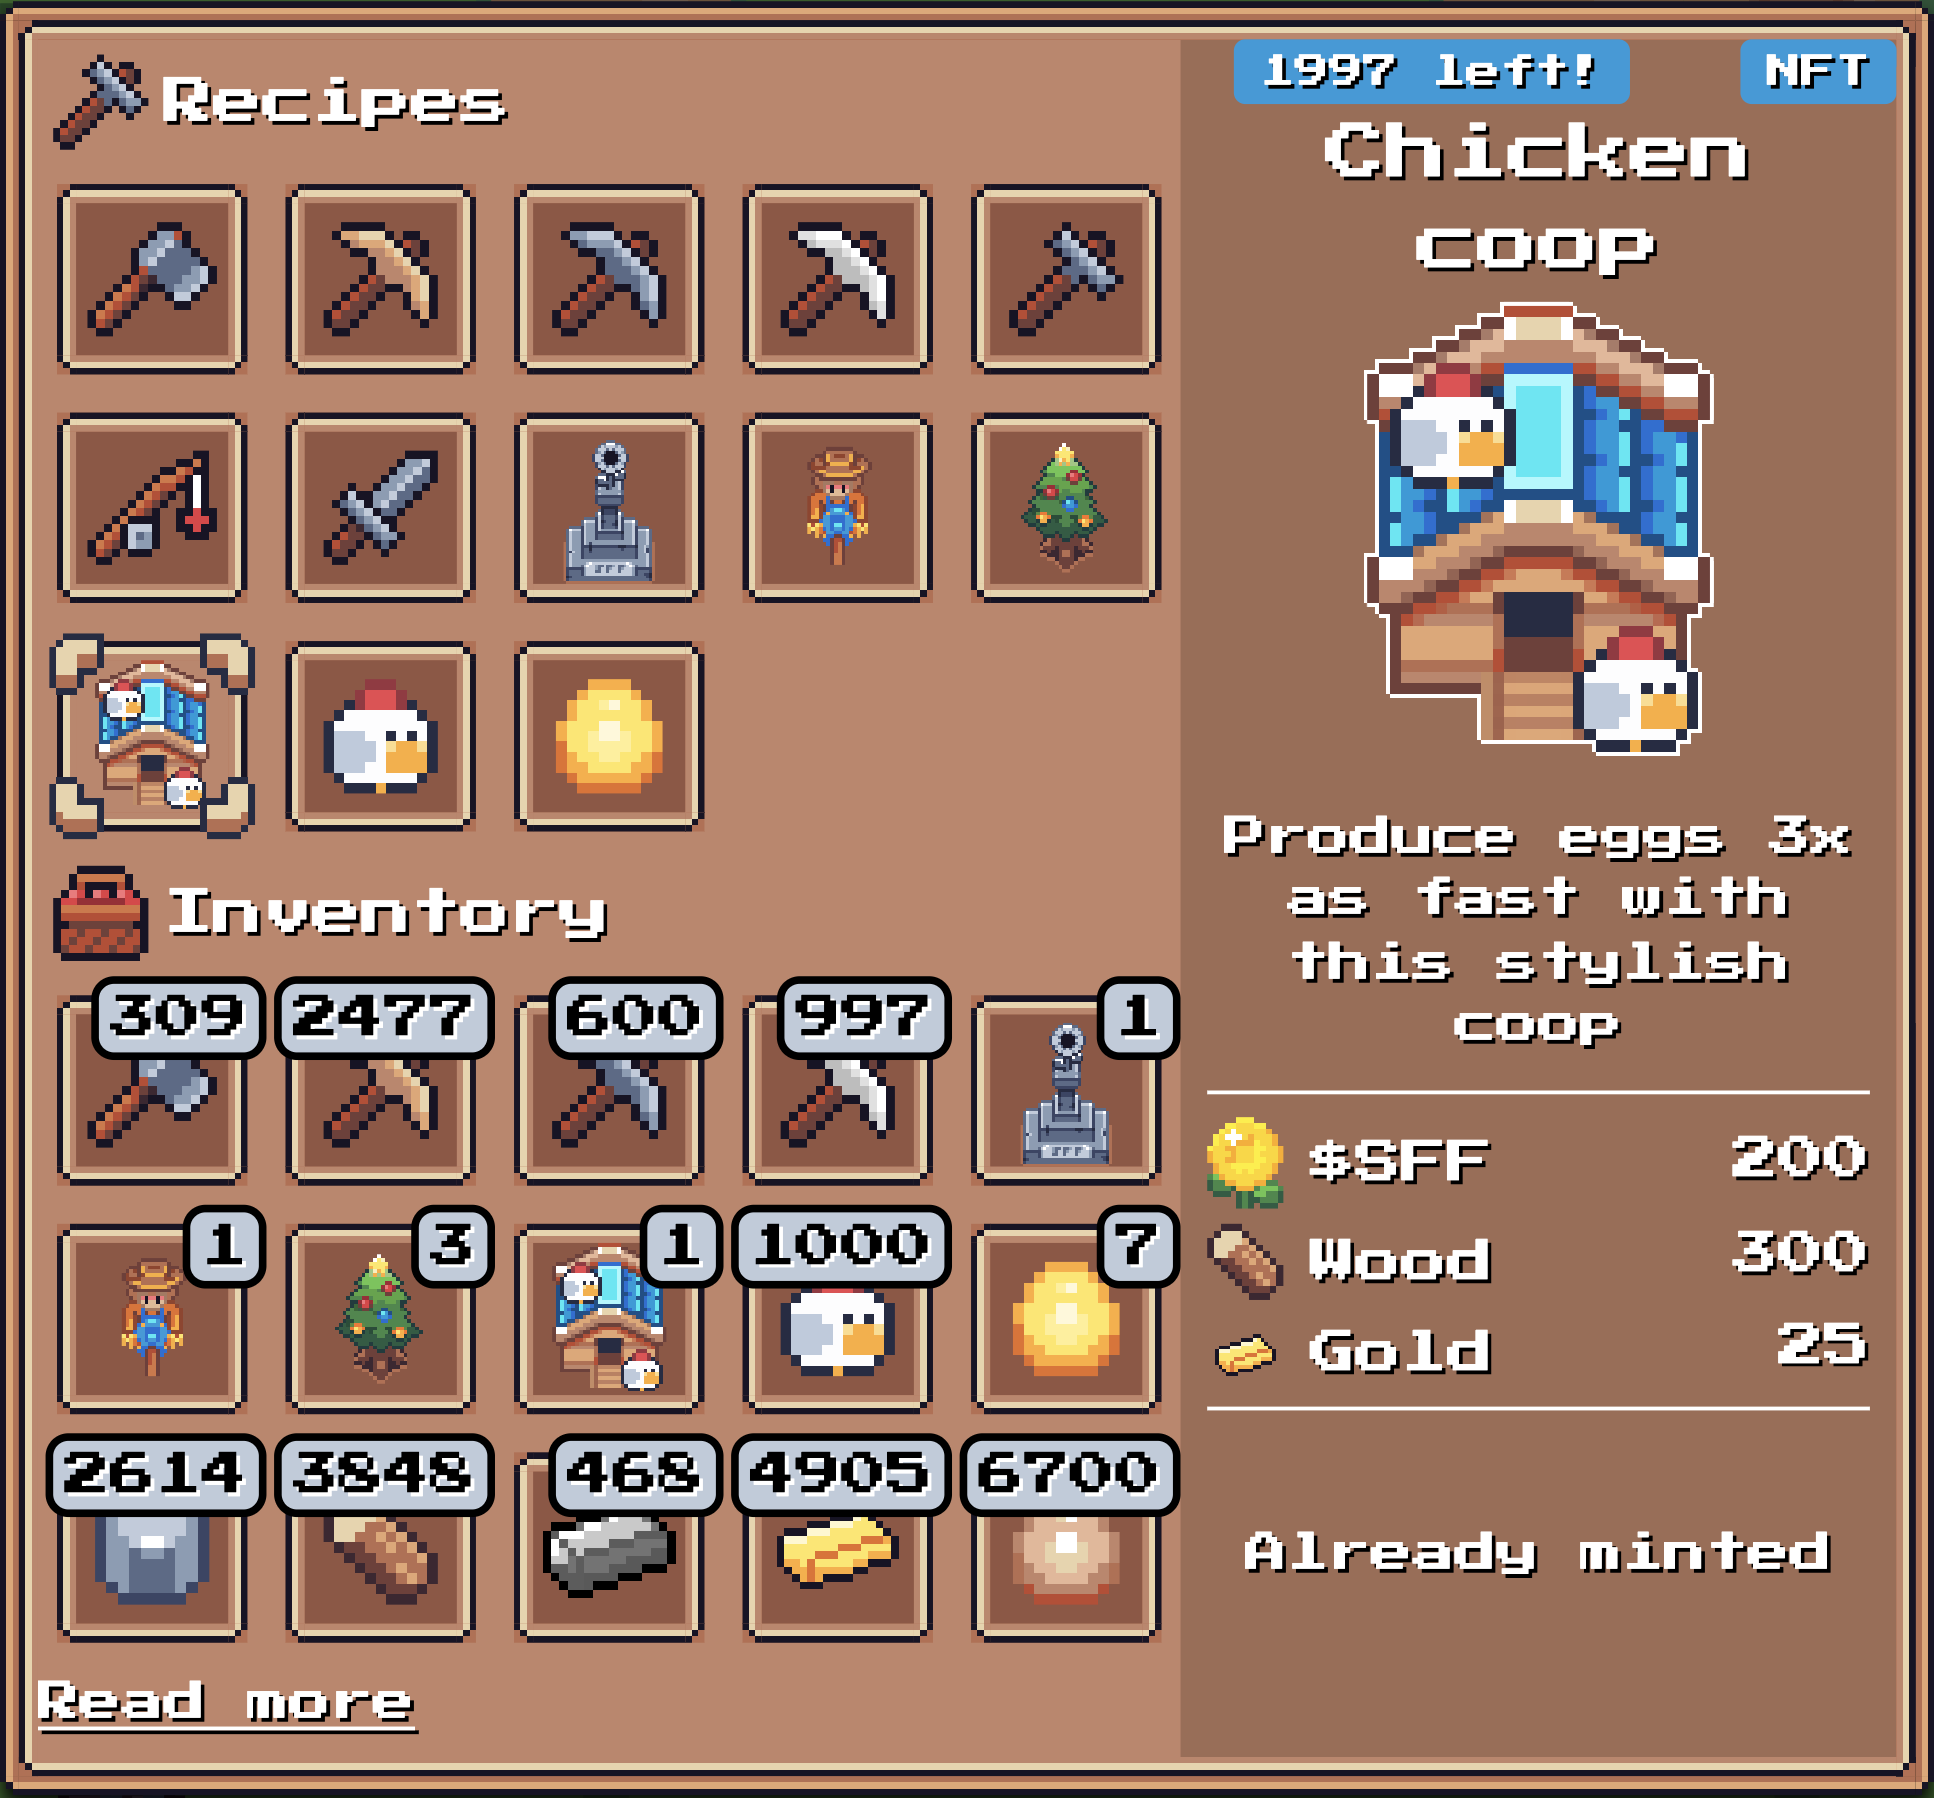 Recipes
Inventory
309 2477 600 997 1
1 3 1 1000 7
2614 3848 468 4905 6700
Read more
1997 left! NFT
Chicken
coop
Produce eggs 3x
as fast with
this stylish
coop
$SFF 200
Wood 300
Gold 25
Already minted
SFF
SFF